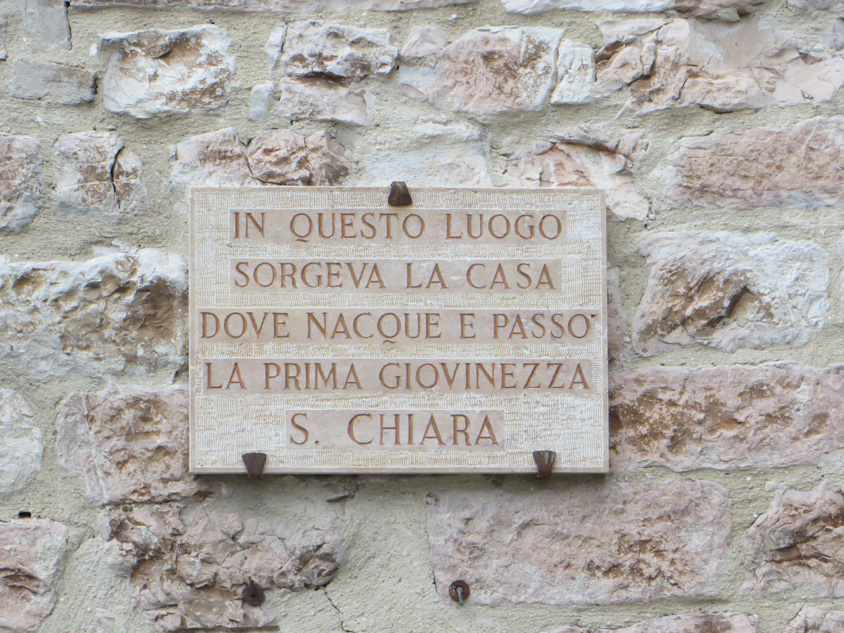 IN QUESTO LUOGO
SORGEVA LA CASA
DOVE NACQUE E PASSO'
LA PRIMA GIOVINEZZA
S. CHIARA